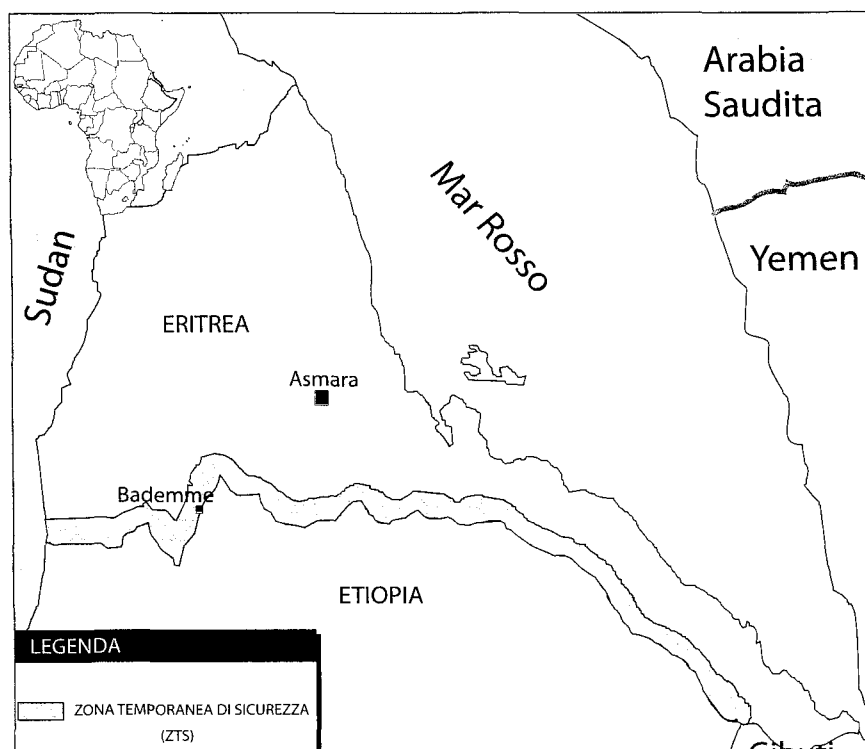 Arabia
Saudita
Mar Rosso
Yemen
Sudan
ERITREA
Asmara
Bademme
ETIOPIA
LEGENDA
ZONA TEMPORANEA DI SICUREZZA
(ZTS)